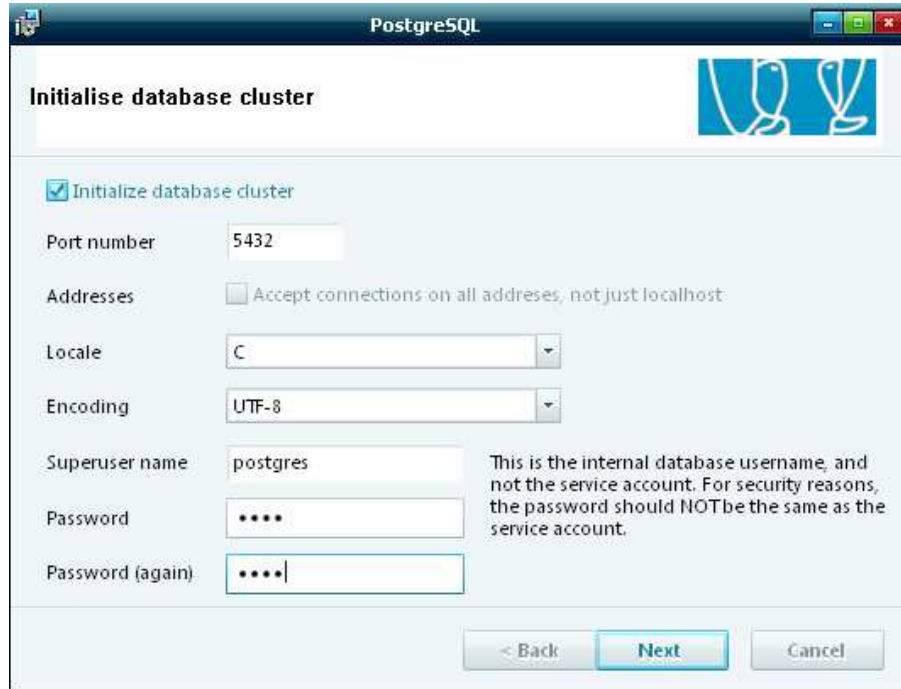 PostgreSQL
Initialise database cluster
Initialize database cluster
Port number 5432
Addresses Accept connections on all addreses, not just localhost
Locale C
Encoding UTF-8
Superuser name postgres
This is the internal database username, and
not the service account. For security reasons,
the password should NOT be the same as the
service account.
Password ••••
Password (again) ••••
< Back Next Cancel